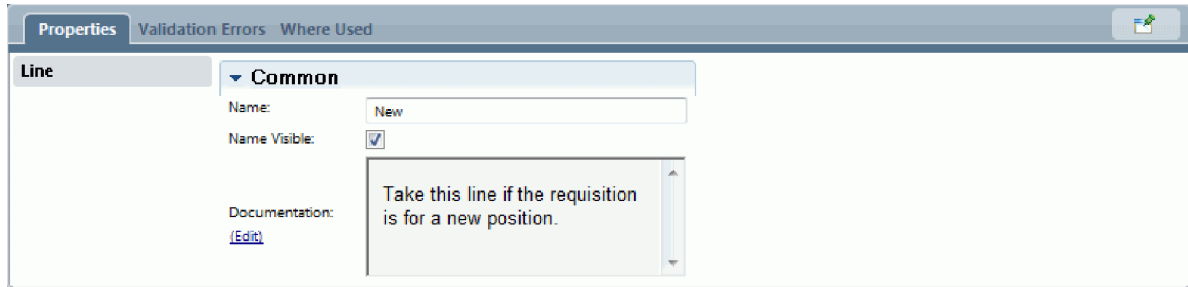 Properties Validation Errors Where Used
Line
Common
Name: New
Name Visible:
Take this line if the requisition
is for a new position.
Documentation:
(Edit)